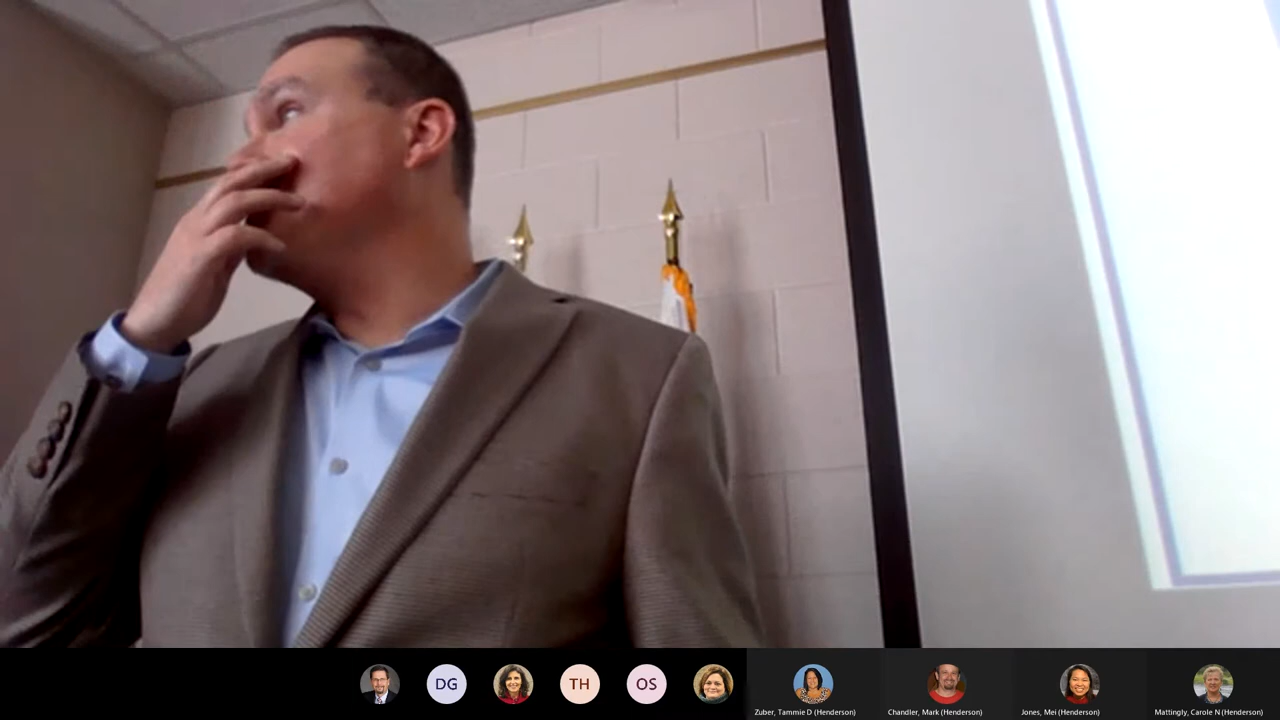 DG
TH
OS
Zuber, Tammie D (Henderson)
Chandler, Mark (Henderson)
Jones, Mei (Henderson)
Mattingly, Carole N (Henderson)